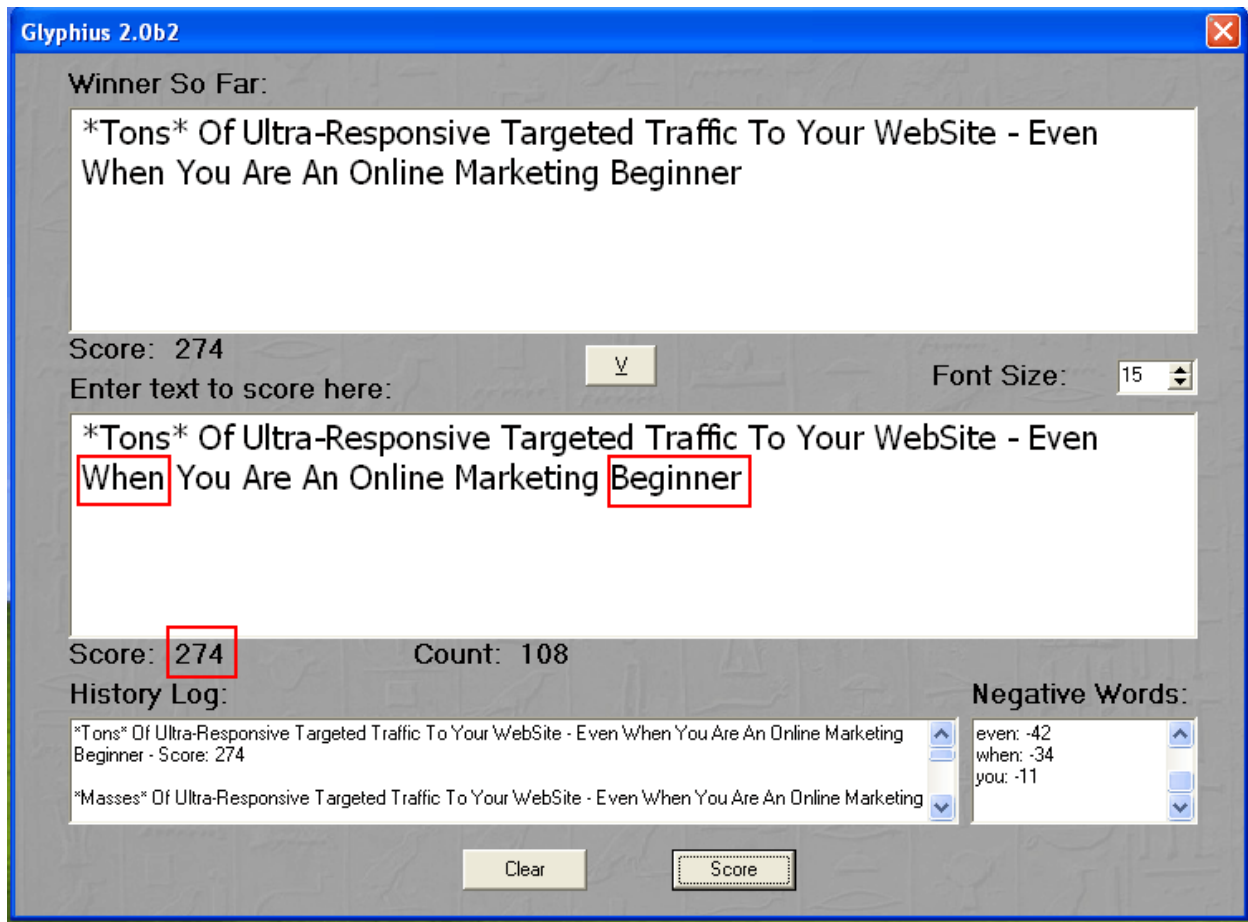 Glyphius 2.0b2
Winner So Far:
*Tons* Of Ultra-Responsive Targeted Traffic To Your WebSite - Even
When You Are An Online Marketing Beginner
Score: 274
V
Font Size: 15
Enter text to score here:
*Tons* Of Ultra-Responsive Targeted Traffic To Your WebSite - Even
When You Are An Online Marketing Beginner
Score: 274 Count: 108
History Log:
*Tons* Of Ultra-Responsive Targeted Traffic To Your WebSite - Even When You Are An Online Marketing
Beginner - Score: 274
*Masses* Of Ultra-Responsive Targeted Traffic To Your WebSite - Even When You Are An Online Marketing
Negative Words:
even: -42
when: -34
you: -11
Clear
Score